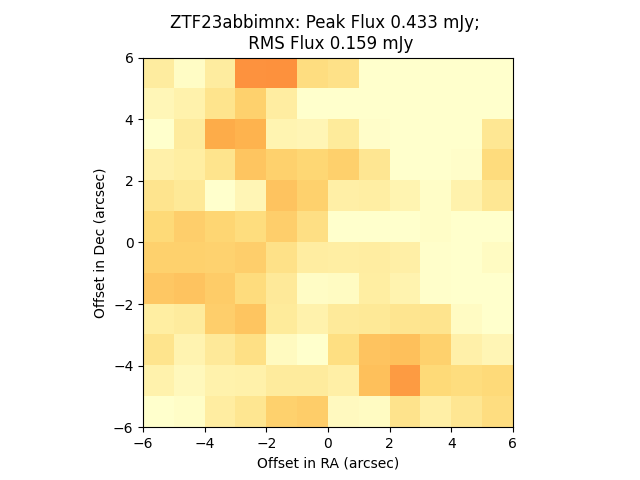 ZTF23abbimnx: Peak Flux 0.433 mJy;
RMS Flux 0.159 mJy
6
4
2
0
−2
−4
−6
Offset in Dec (arcsec)
−6 −4 −2 0 2 4 6
Offset in RA (arcsec)